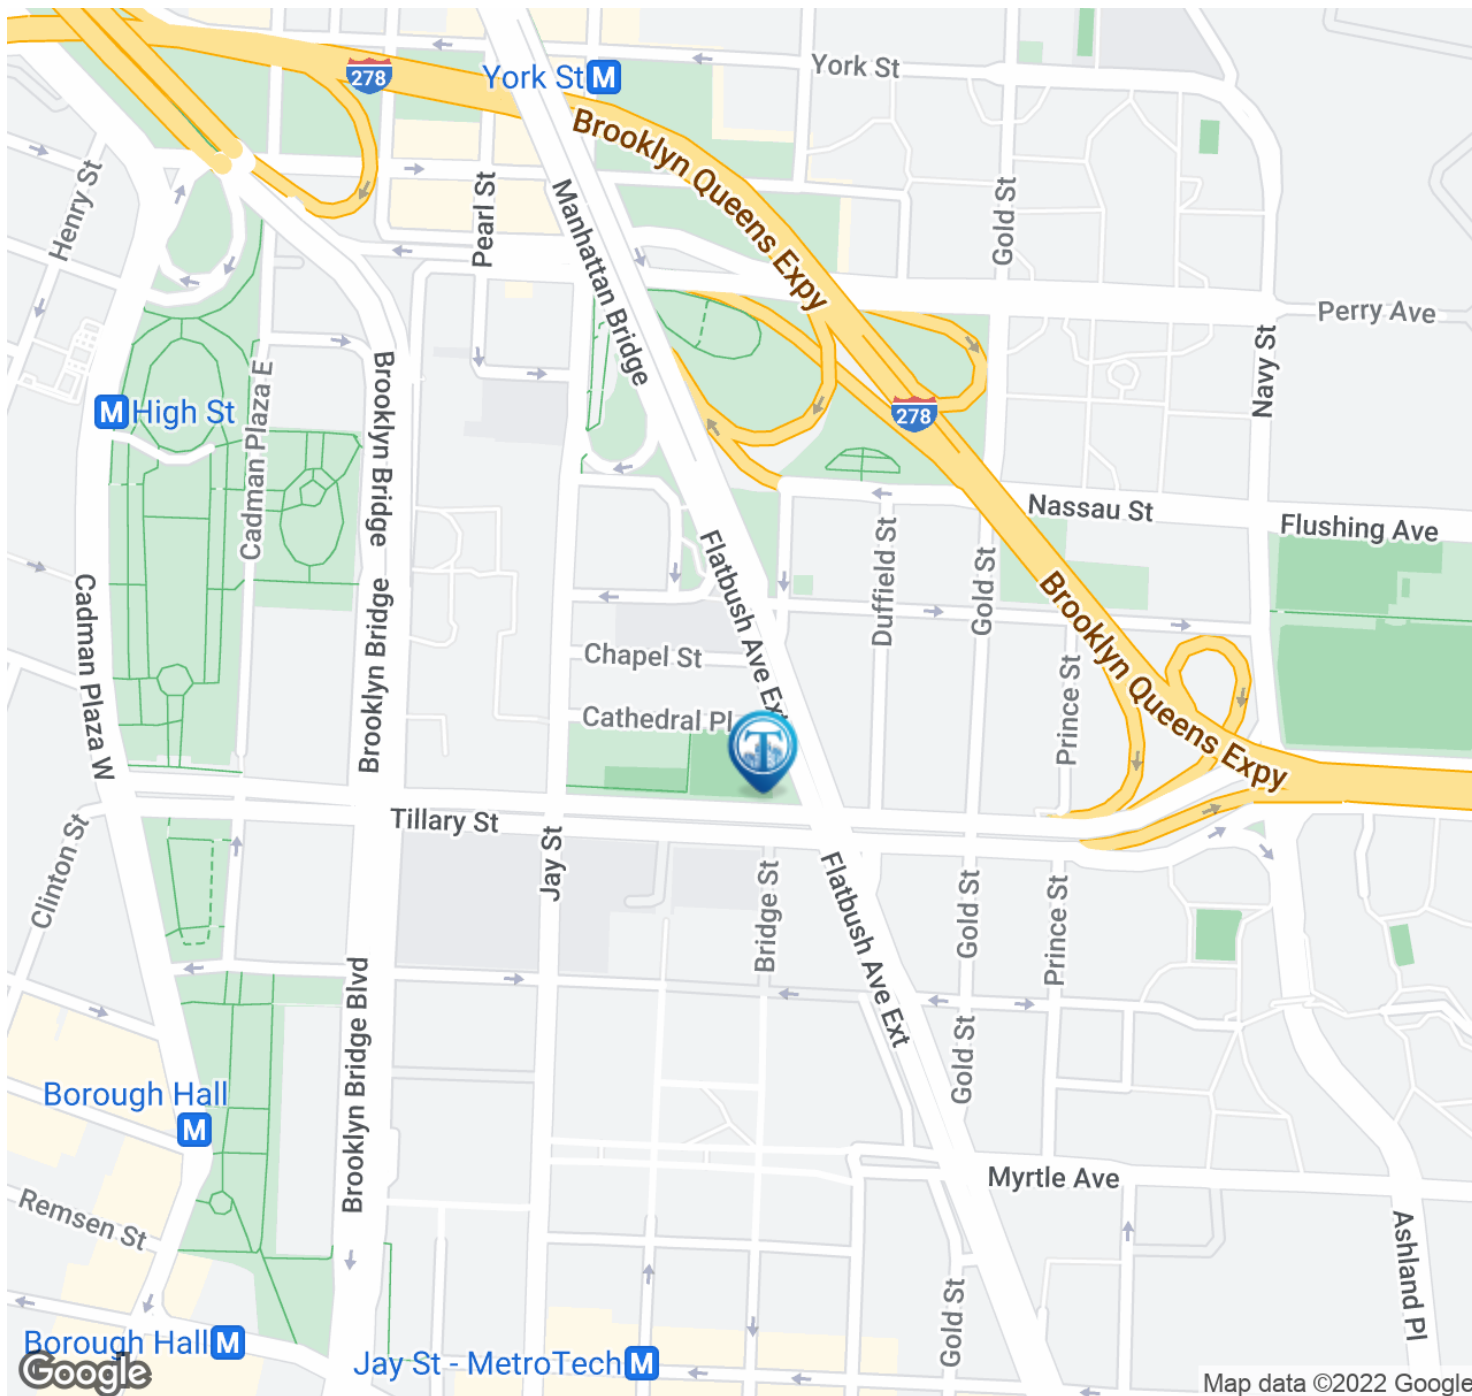 York St
M
York St
278
Brooklyn Queens Expy
Henry St
Pearl St
Manhattan Bridge
Gold St
Perry Ave
Navy St
M
High St
Cadman Plaza E
Brooklyn Bridge
278
Nassau St
Flushing Ave
Flatbush Ave Ext
Duffield St
Gold St
Brooklyn Queens Expy
Cadman Plaza W
Brooklyn Bridge
Chapel St
Cathedral Pl
Prince St
T
Tillary St
Clinton St
Jay St
Bridge St
Flatbush Ave Ext
Gold St
Prince St
Brooklyn Bridge Blvd
Gold St
Borough Hall
M
Myrtle Ave
Remsen St
Ashland Pl
Gold St
Borough Hall
M
Jay St - MetroTech
M
Google
Map data ©2022 Google